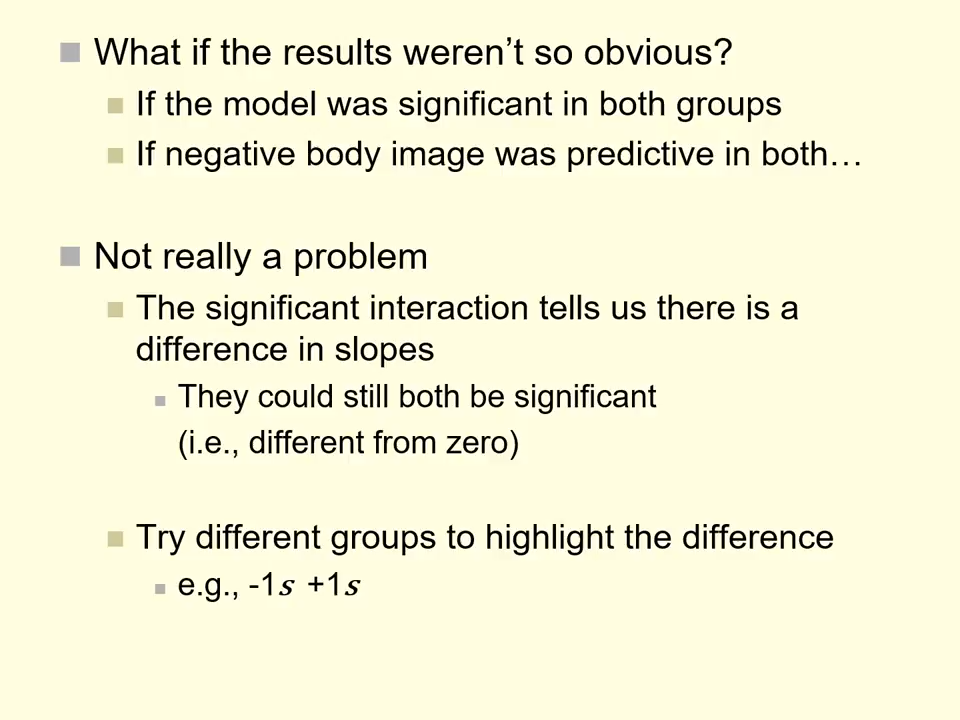 What if the results weren’t so obvious?
If the model was significant in both groups
If negative body image was predictive in both…
Not really a problem
The significant interaction tells us there is a
difference in slopes
They could still both be significant
(i.e., different from zero)
Try different groups to highlight the difference
e.g., -1s +1s